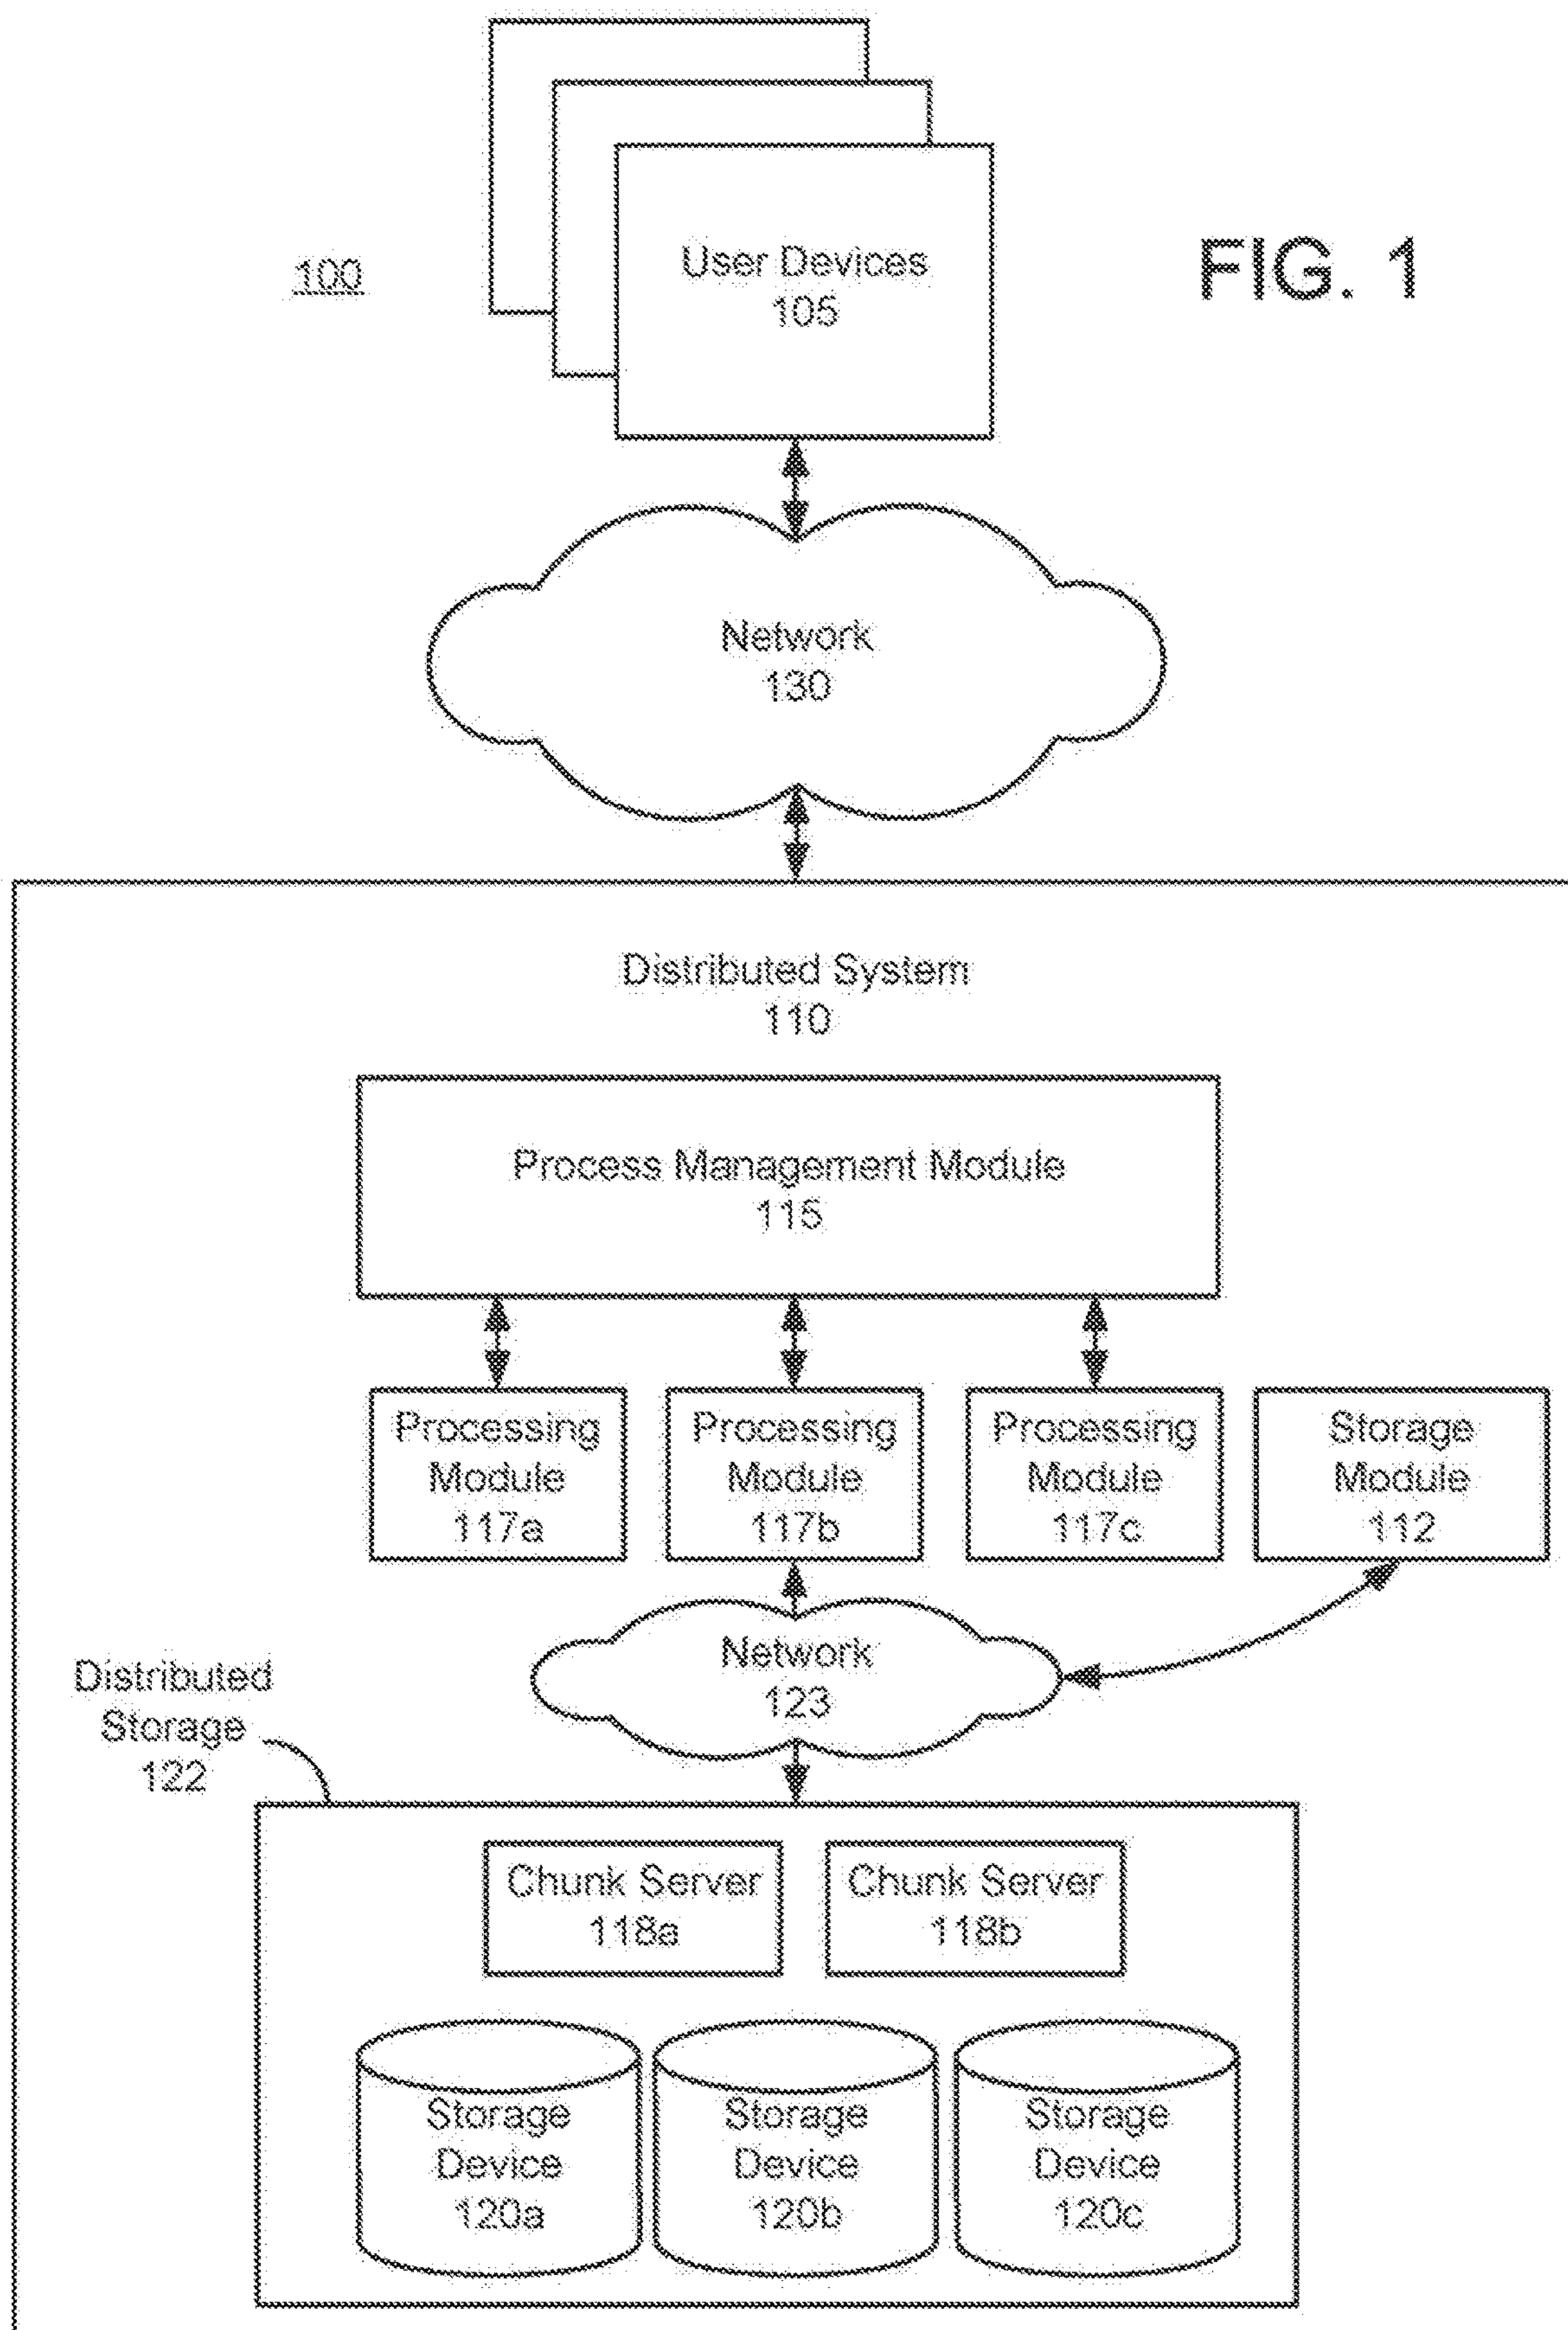 100
User Devices
105
FIG. 1
Network
130
Distributed System
110
Process Management Module
115
Processing
Module
117a
Processing
Module
117b
Processing
Module
117c
Storage
Module
112
Network
123
Distributed
Storage
122
Chunk Server
118a
Chunk Server
118b
Storage
Device
120a
Storage
Device
120b
Storage
Device
120c